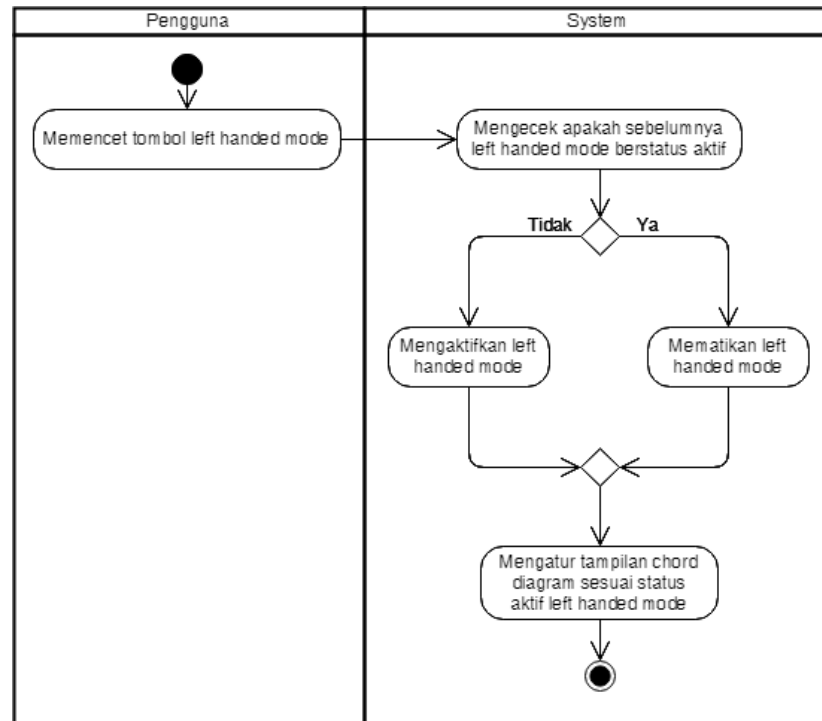 Pengguna
System
Memencet tombol left handed mode
Mengecek apakah sebelumnya
left handed mode berstatus aktif
Tidak
Ya
Mengaktifkan left
handed mode
Mematikan left
handed mode
Mengatur tampilan chord
diagram sesuai status
aktif left handed mode